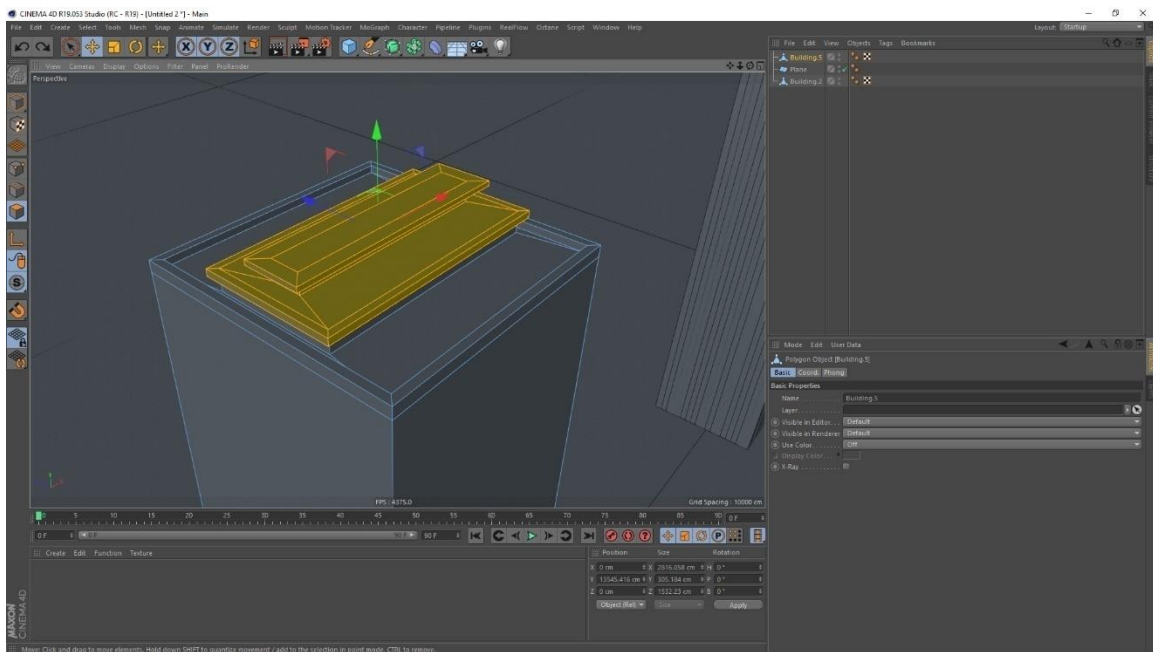 CINEMA 4D R19.053 Studio (RC - R19) - [Untitled 2 *] - Main
File Edit Create Select Tools Mesh Snap Animate Simulate Render Sculpt Motion Tracker MoGraph Character Pipeline Plugins RealFlow Octane Script Window Help
Layout: Startup
X Y Z
File Edit View Objects Tags Bookmarks
View Cameras Display Options Filter Panel ProRender
Perspective
Building.5
Plane
Building.2
Mode Edit User Data
Polygon Object [Building.5]
Basic Coord. Phong
Basic Properties
Name Building.5
Layer
Visible in Editor Default
Visible in Renderer Default
Use Color Off
Display Color
X-Ray
FPS : 4375.0
Grid Spacing : 10000 cm
0 5 10 15 20 25 30 35 40 45 50 55 60 65 70 75 80 85 90 0 F
0 F 0 F 90 F 90 F
Create Edit Function Texture
Position Size Rotation
X 0 cm X 2816.058 cm H 0 °
Y 13545.416 cm Y 305.184 cm P 0 °
Z 0 cm Z 1532.23 cm B 0 °
Object (Rel) Size Apply
MAXON CINEMA 4D
Move: Click and drag to move elements. Hold down SHIFT to quantize movement / add to the selection in point mode, CTRL to remove.